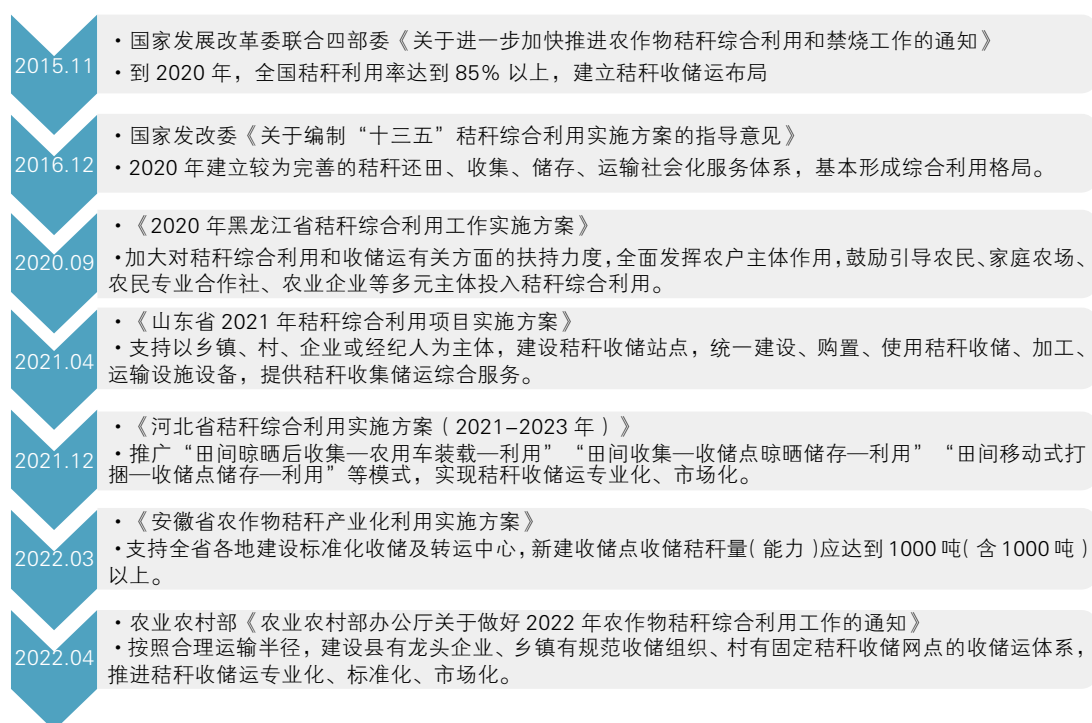 2015.11
·国家发展改革委联合四部委《关于进一步加快推进农作物秸秆综合利用和禁烧工作的通知》
·到 2020 年，全国秸秆利用率达到 85% 以上，建立秸秆收储运布局
2016.12
·国家发改委《关于编制“十三五”秸秆综合利用实施方案的指导意见》
·2020 年建立较为完善的秸秆还田、收集、储存、运输社会化服务体系，基本形成综合利用格局。
2020.09
·《2020 年黑龙江省秸秆综合利用工作实施方案》
·加大对秸秆综合利用和收储运有关方面的扶持力度，全面发挥农户主体作用，鼓励引导农民、家庭农场、
农民专业合作社、农业企业等多元主体投入秸秆综合利用。
2021.04
·《山东省 2021 年秸秆综合利用项目实施方案》
·支持以乡镇、村、企业或经纪人为主体，建设秸秆收储站点，统一建设、购置、使用秸秆收储、加工、
运输设施设备，提供秸秆收集储运综合服务。
2021.12
·《河北省秸秆综合利用实施方案（2021–2023 年）》
·推广“田间晾晒后收集—农用车装载—利用”“田间收集—收储点晾晒储存—利用”“田间移动式打
捆—收储点储存—利用”等模式，实现秸秆收储运专业化、市场化。
2022.03
·《安徽省农作物秸秆产业化利用实施方案》
·支持全省各地建设标准化收储及转运中心，新建收储点收储秸秆量（能力）应达到 1000 吨（含 1000 吨）
以上。
2022.04
·农业农村部《农业农村部办公厅关于做好 2022 年农作物秸秆综合利用工作的通知》
·按照合理运输半径，建设县有龙头企业、乡镇有规范收储组织、村有固定秸秆收储网点的收储运体系，
推进秸秆收储运专业化、标准化、市场化。